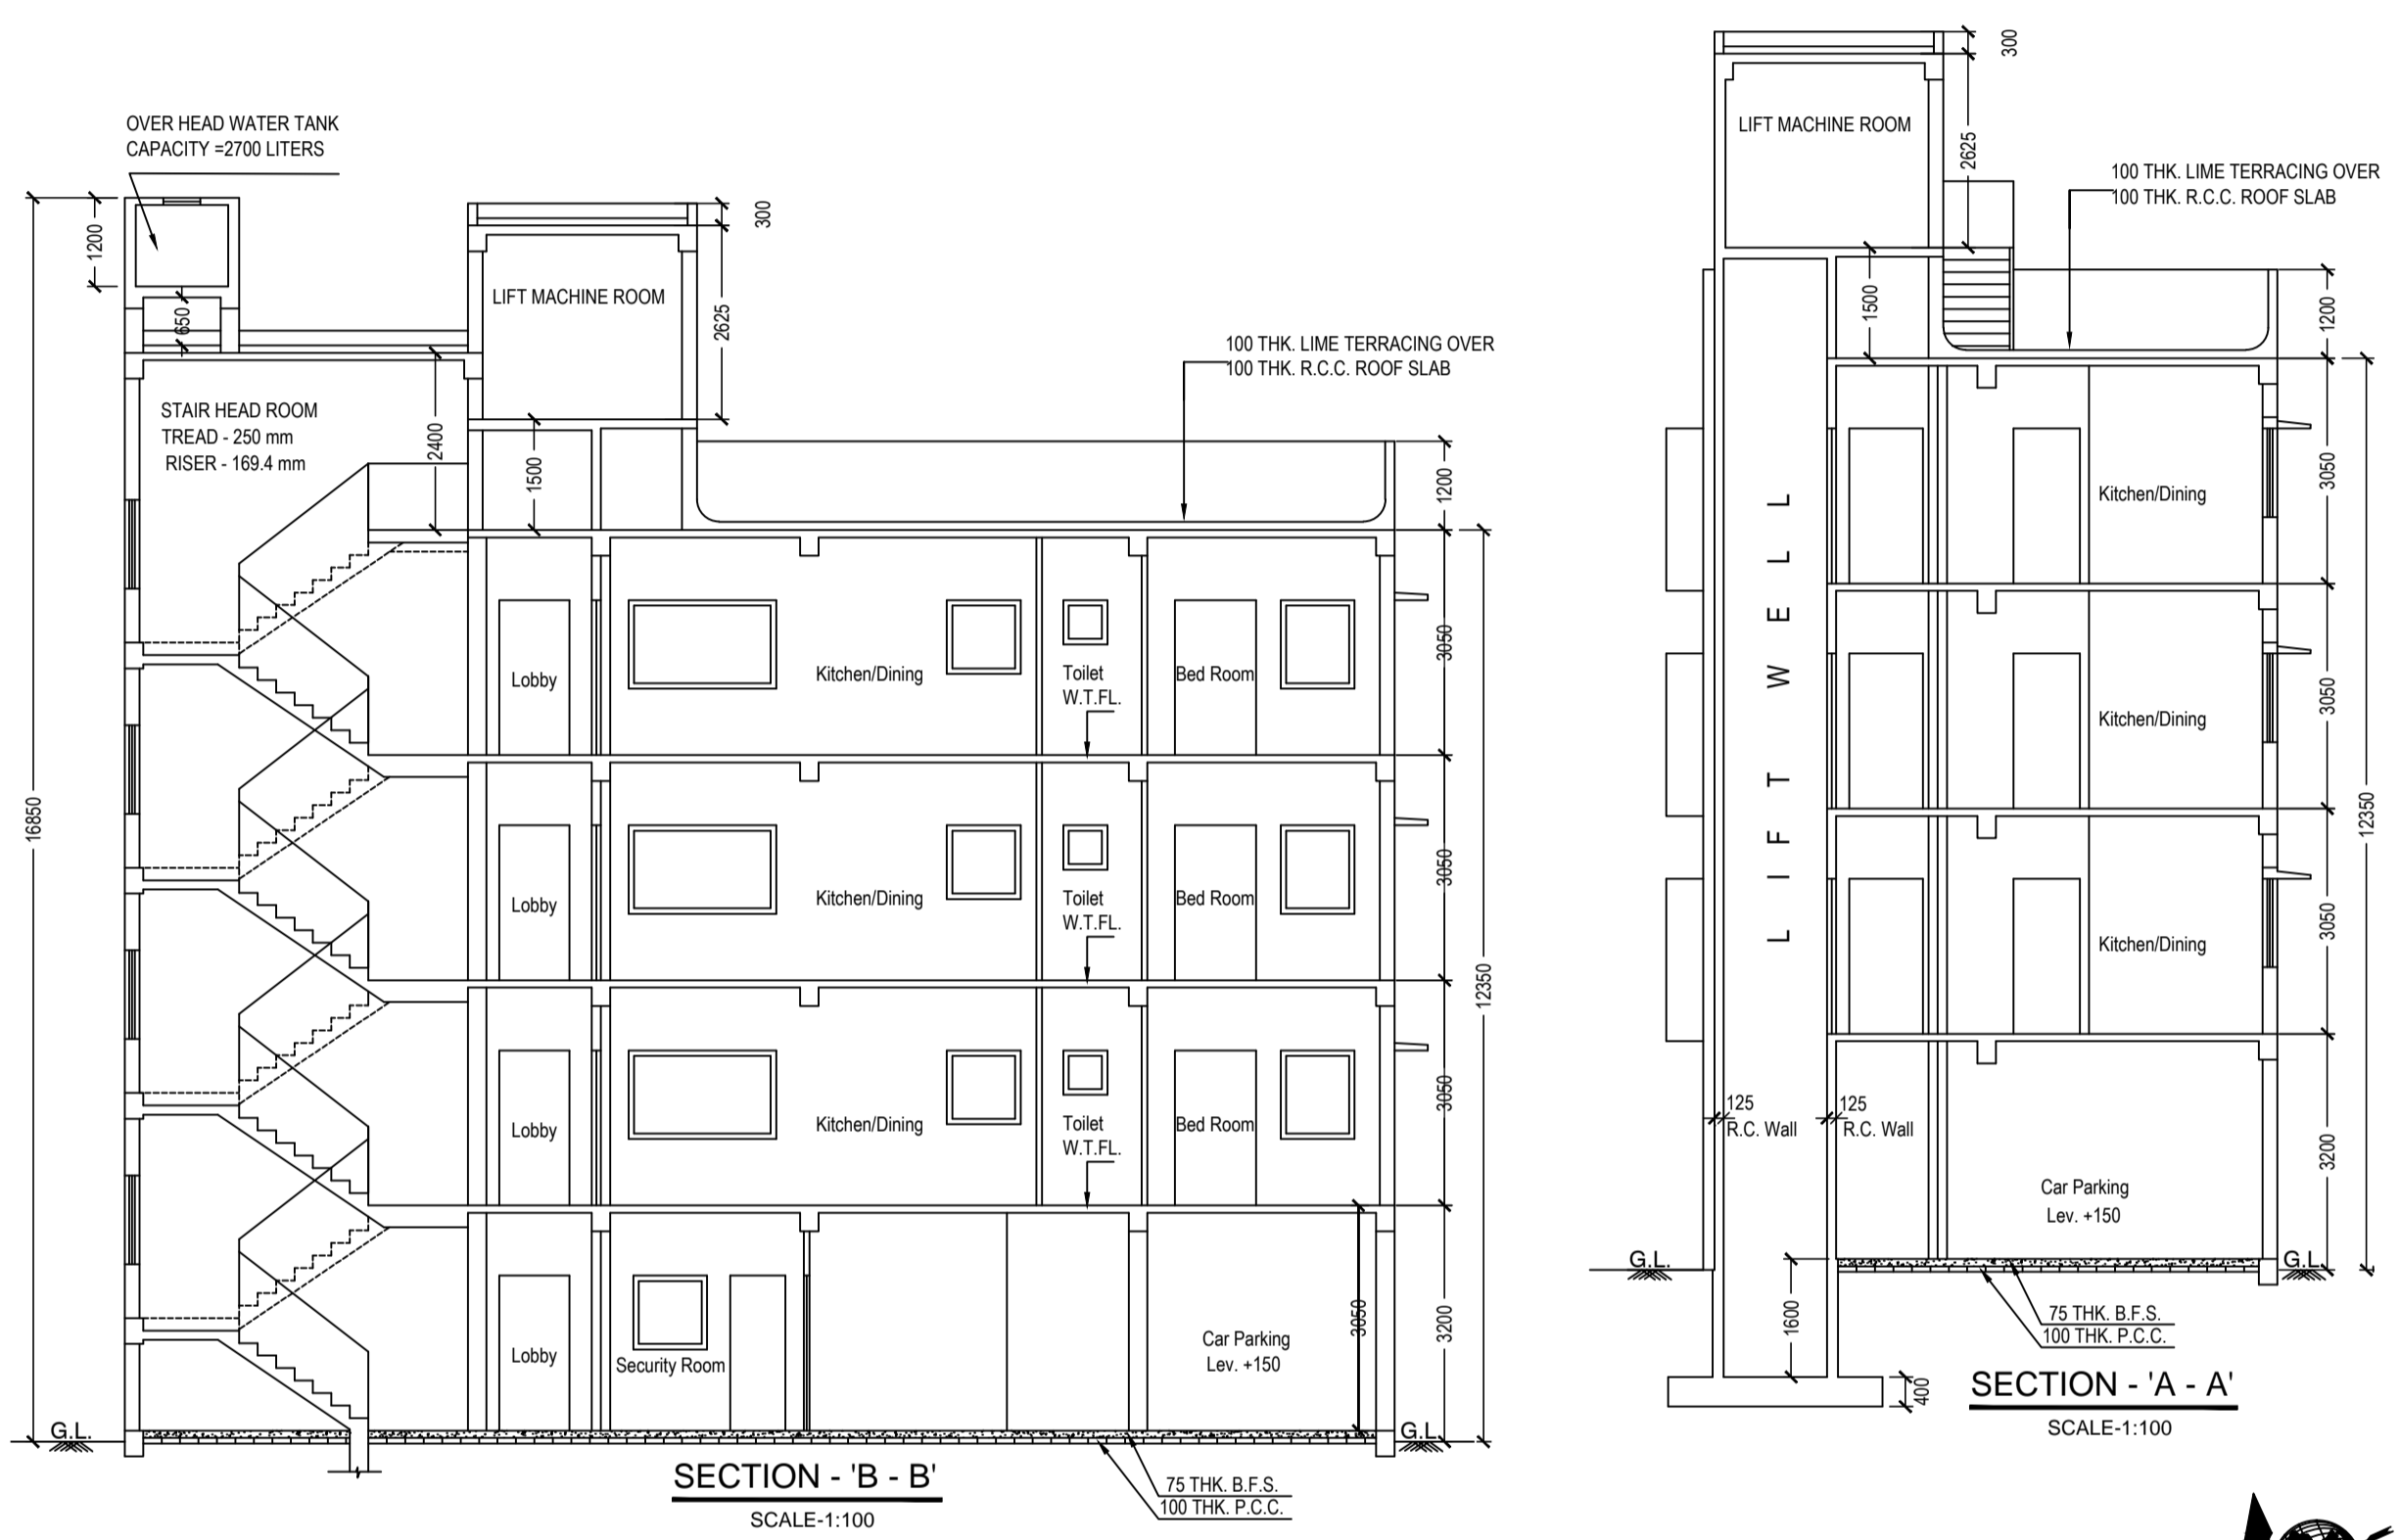 OVER HEAD WATER TANK
CAPACITY =2700 LITERS
1200
650
300
LIFT MACHINE ROOM
2625
STAIR HEAD ROOM
TREAD - 250 mm
RISER - 169.4 mm
2400
1500
100 THK. LIME TERRACING OVER
100 THK. R.C.C. ROOF SLAB
1200
16850
12350
Lobby
Kitchen/Dining
Toilet
W.T.FL.
Bed Room
3050
Lobby
Kitchen/Dining
Toilet
W.T.FL.
Bed Room
3050
Lobby
Kitchen/Dining
Toilet
W.T.FL.
Bed Room
3050
Lobby
Security Room
Car Parking
Lev. +150
3050
3200
G.L.
G.L.
75 THK. B.F.S.
100 THK. P.C.C.
SECTION - 'B - B'
SCALE-1:100
300
LIFT MACHINE ROOM
2625
100 THK. LIME TERRACING OVER
100 THK. R.C.C. ROOF SLAB
1500
1200
LIFT WELL
Kitchen/Dining
3050
Kitchen/Dining
3050
Kitchen/Dining
3050
12350
125
R.C. Wall
125
R.C. Wall
Car Parking
Lev. +150
3200
G.L.
G.L.
1600
400
75 THK. B.F.S.
100 THK. P.C.C.
SECTION - 'A - A'
SCALE-1:100